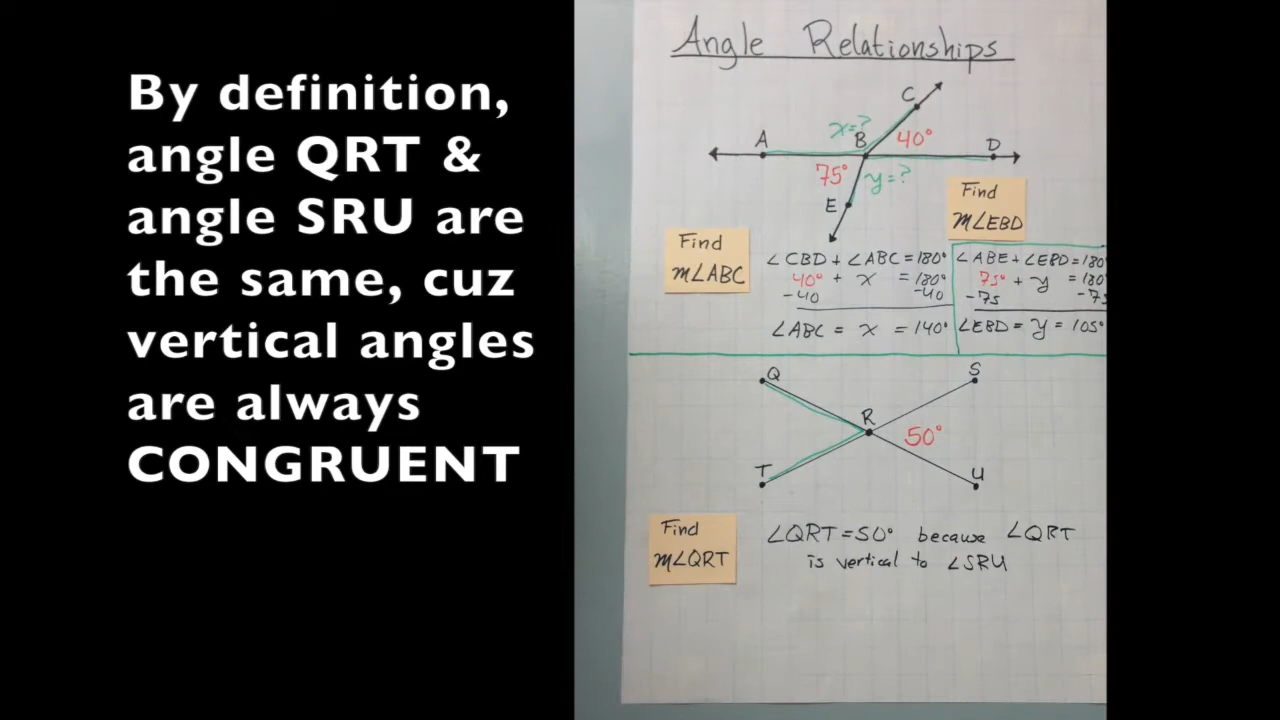 By definition,
angle QRT &
angle SRU are
the same, cuz
vertical angles
are always
CONGRUENT
Angle Relationships
C
x=?
40°
A
B
D
75°
y=?
E
Find
m∠EBD
Find
m∠ABC
∠CBD + ∠ABC = 180°
40° + x = 180°
-40 -40
∠ABC = x = 140°
∠ABE + ∠EBD = 180°
75° + y = 180°
-75 -75
∠EBD = y = 105°
Q
S
R
50°
T
U
Find
m∠QRT
∠QRT = 50° because ∠QRT
is vertical to ∠SRU